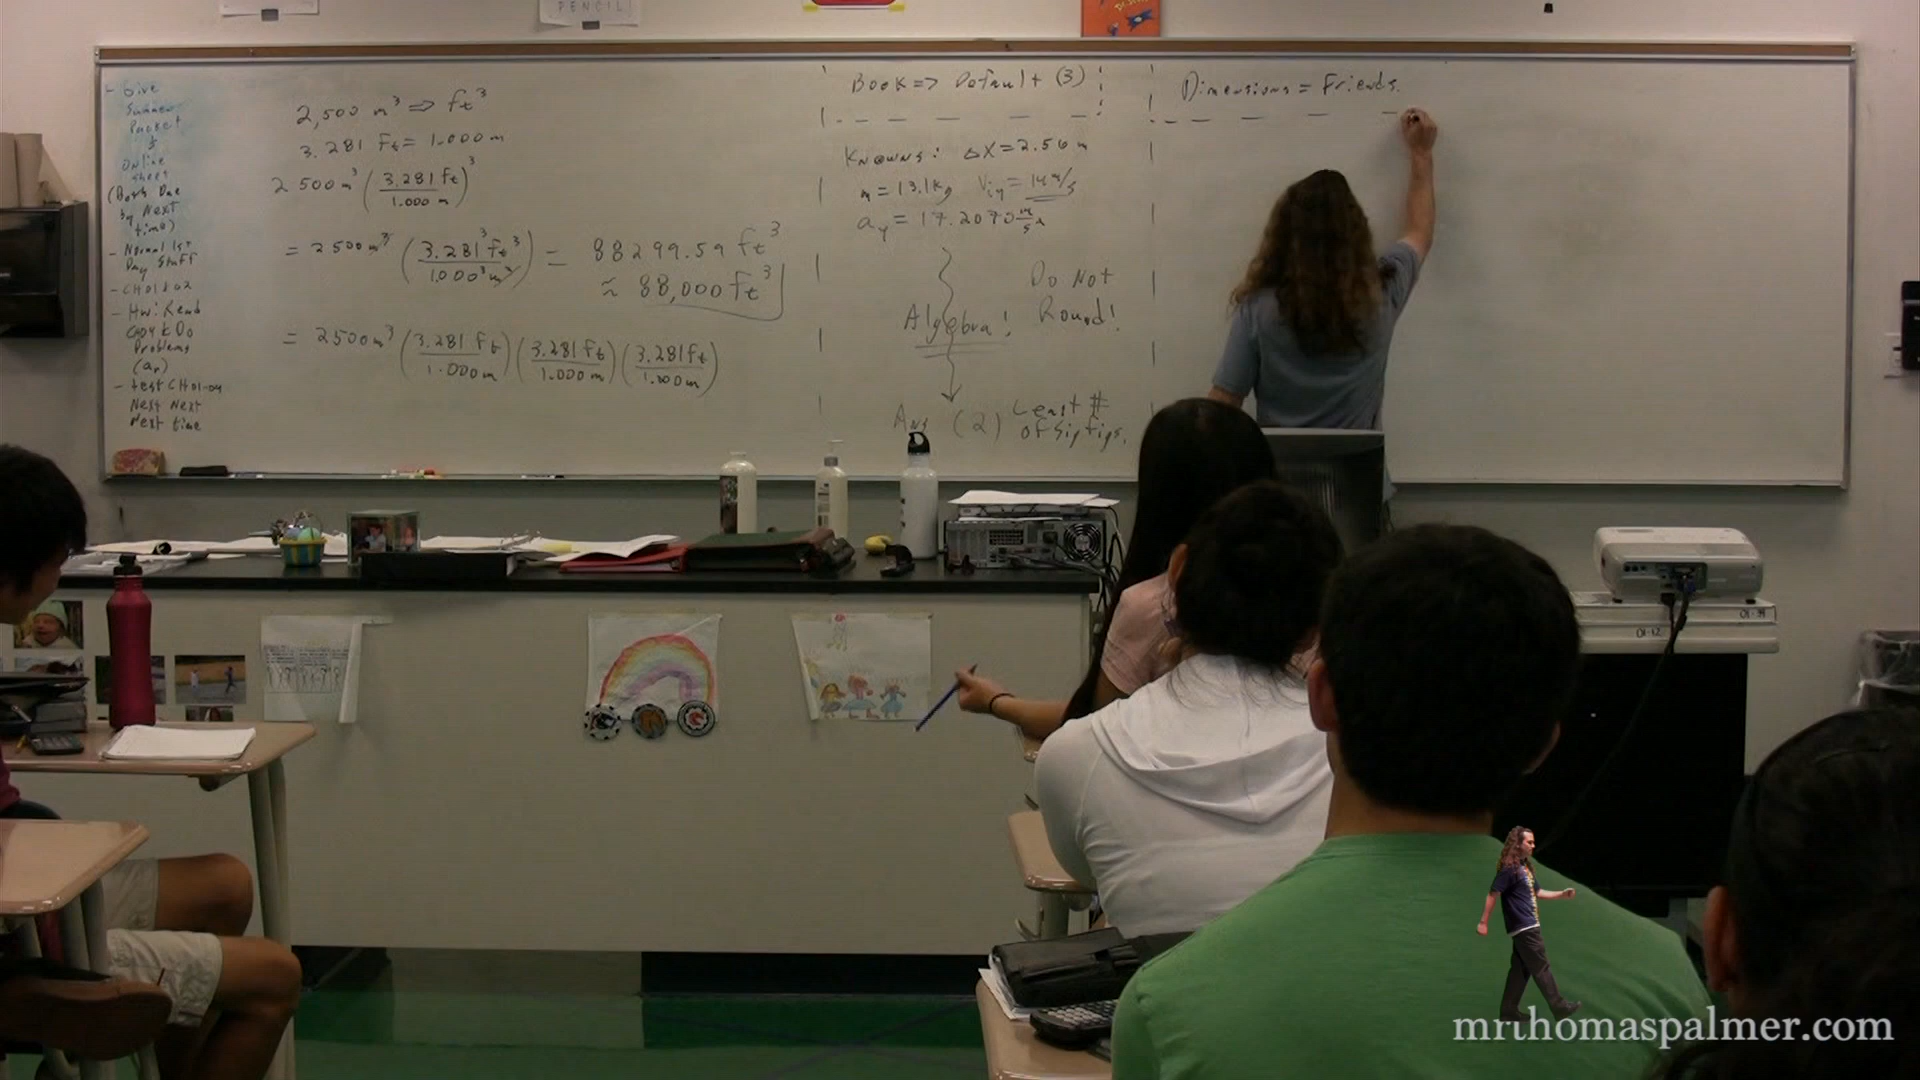 PENCIL!
- Give
Summer
Packet
&
Online
Sheet
(Both Due
by Next
time)
- Normal 1st
Day Stuff
- CH01 & 02
- HW: Read
CH04 & Do
Problems
- test CH01-04
Next Next
Next time
2,500 m³ => ft³
3.281 Ft = 1.000 m
2500 m³ (3.281 ft / 1.000 m)³
= 2500 m³ (3.281³ ft³ / 1.000³ m³) = 88299.59 ft³
≈ 88,000 ft³
= 2500 m³ (3.281 ft / 1.000 m) (3.281 ft / 1.000 m) (3.281 ft / 1.000 m)
Book => Default (3)
Knowns: ΔX = 2.56 m
m = 13.1 kg Viy = 14 m/s
ay = 17.2070 m/s²
Do Not
Algebra! Round!
Ans (2) Least #
of Sig figs.
Dimensions = Friends.
mrthomaspalmer.com